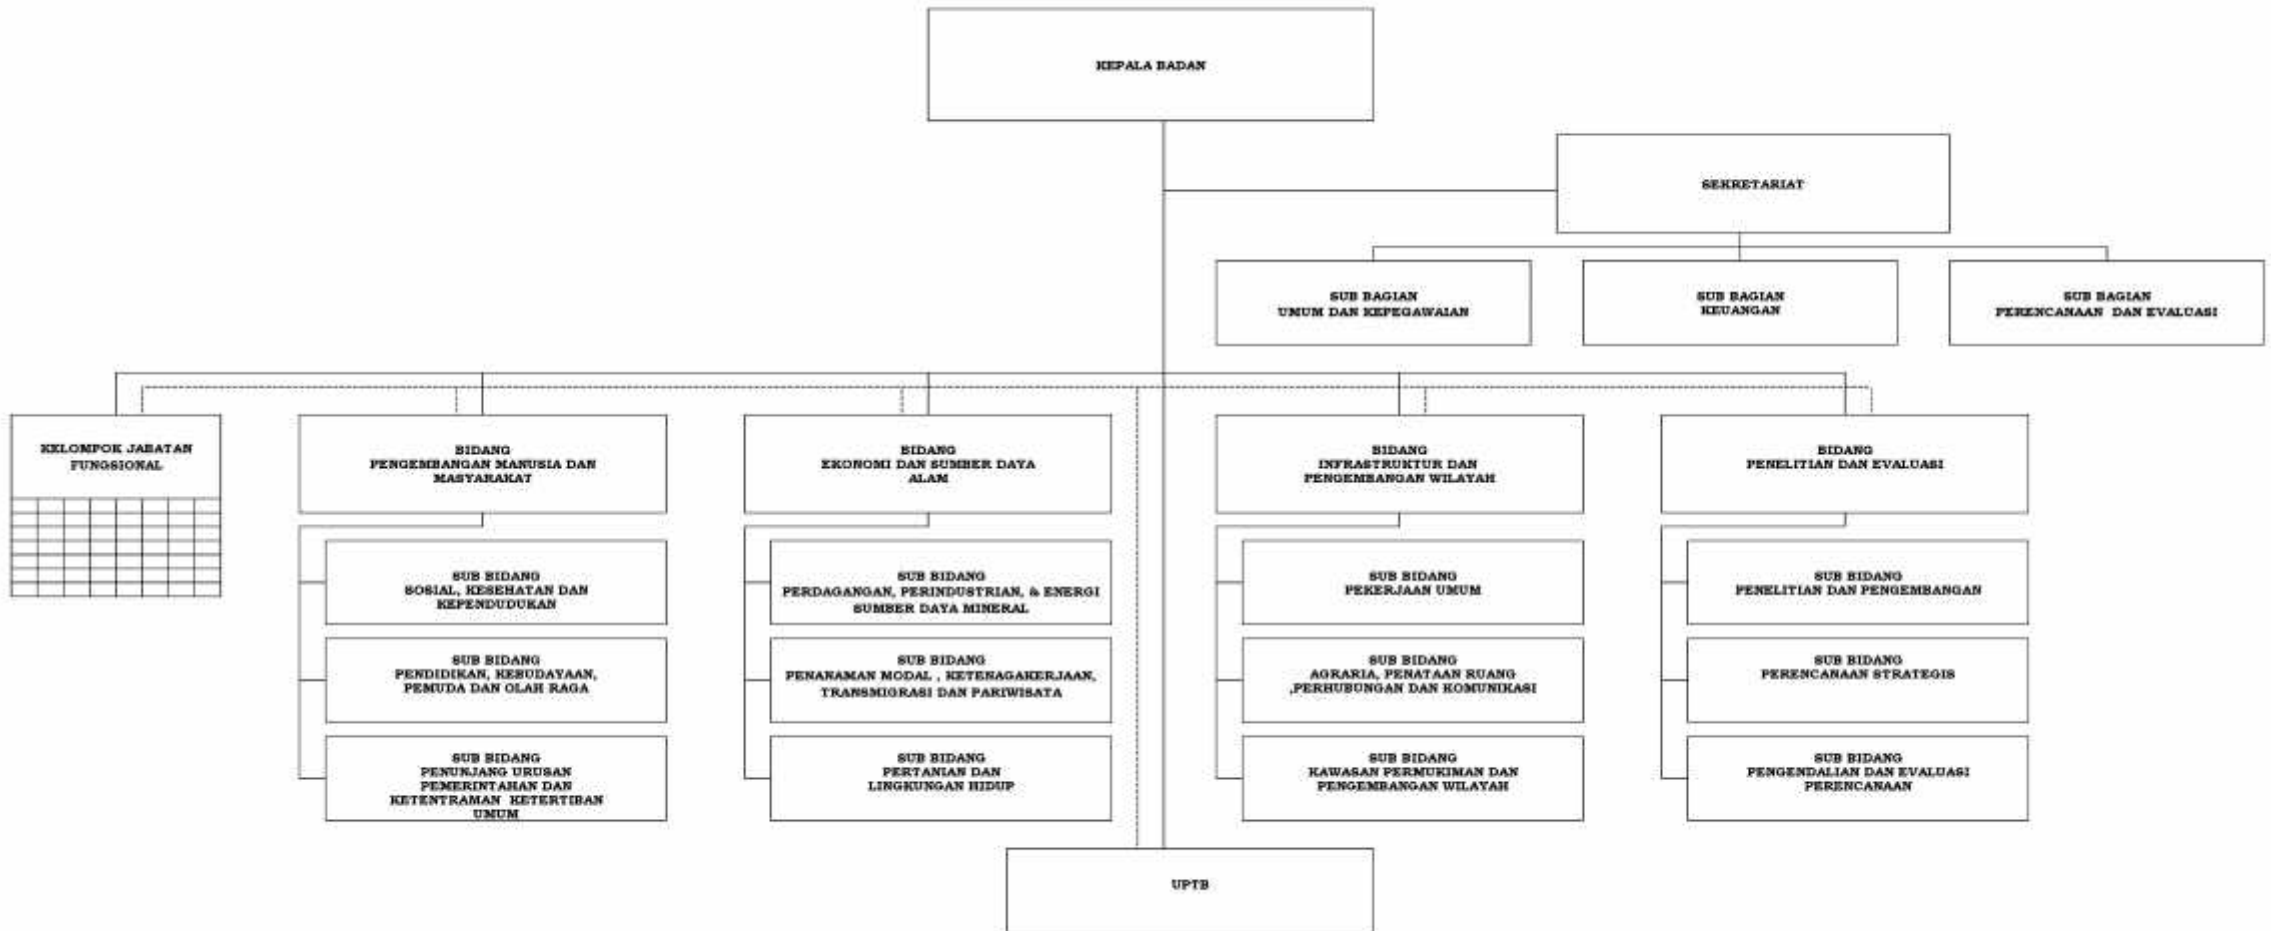 KEPALA BADAN
SEKRETARIAT
SUB BAGIAN
UMUM DAN KEPEGAWAIAN
SUB BAGIAN
KEUANGAN
SUB BAGIAN
PERENCANAAN DAN EVALUASI
KELOMPOK JABATAN
FUNGSIONAL
BIDANG
PENGEMBANGAN MANUSIA DAN
MASYARAKAT
BIDANG
EKONOMI DAN SUMBER DAYA
ALAM
BIDANG
INFRASTRUKTUR DAN
PENGEMBANGAN WILAYAH
BIDANG
PENELITIAN DAN EVALUASI
SUB BIDANG
SOSIAL, KESEHATAN DAN
KEPENDUDUKAN
SUB BIDANG
PERDAGANGAN, PERINDUSTRIAN, & ENERGI
SUMBER DAYA MINERAL
SUB BIDANG
PEKERJAAN UMUM
SUB BIDANG
PENELITIAN DAN PENGEMBANGAN
SUB BIDANG
PENDIDIKAN, KEBUDAYAAN,
PEMUDA DAN OLAH RAGA
SUB BIDANG
PENANAMAN MODAL , KETENAGAKERJAAN,
TRANSMIGRASI DAN PARIWISATA
SUB BIDANG
AGRARIA, PENATAAN RUANG
,PERHUBUNGAN DAN KOMUNIKASI
SUB BIDANG
PERENCANAAN STRATEGIS
SUB BIDANG
PENUNJANG URUSAN
PEMERINTAHAN DAN
KETENTRAMAN KETERTIBAN
UMUM
SUB BIDANG
PERTANIAN DAN
LINGKUNGAN HIDUP
SUB BIDANG
KAWASAN PERMUKIMAN DAN
PENGEMBANGAN WILAYAH
SUB BIDANG
PENGENDALIAN DAN EVALUASI
PERENCANAAN
UPTB